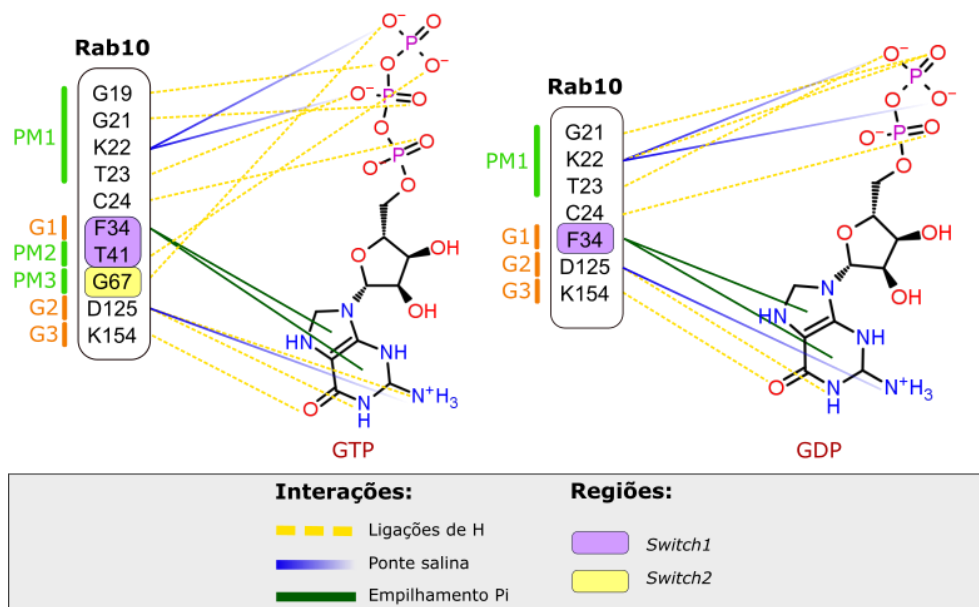 Rab10
PM1
G1
PM2
PM3
G2
G3
G19
G21
K22
T23
C24
F34
T41
G67
D125
K154
O⁻
O
P
O
O⁻
O⁻
P
O
O
O⁻
P
O
O
O
OH
OH
N
HN
NH
O
N
H
N⁺H₃
GTP
Rab10
PM1
G1
G2
G3
G21
K22
T23
C24
F34
D125
K154
O⁻
O
P
O
O⁻
O⁻
P
O
O
O
OH
OH
N
HN
NH
O
N
H
N⁺H₃
GDP
Interações:
Ligações de H
Ponte salina
Empilhamento Pi
Regiões:
Switch1
Switch2